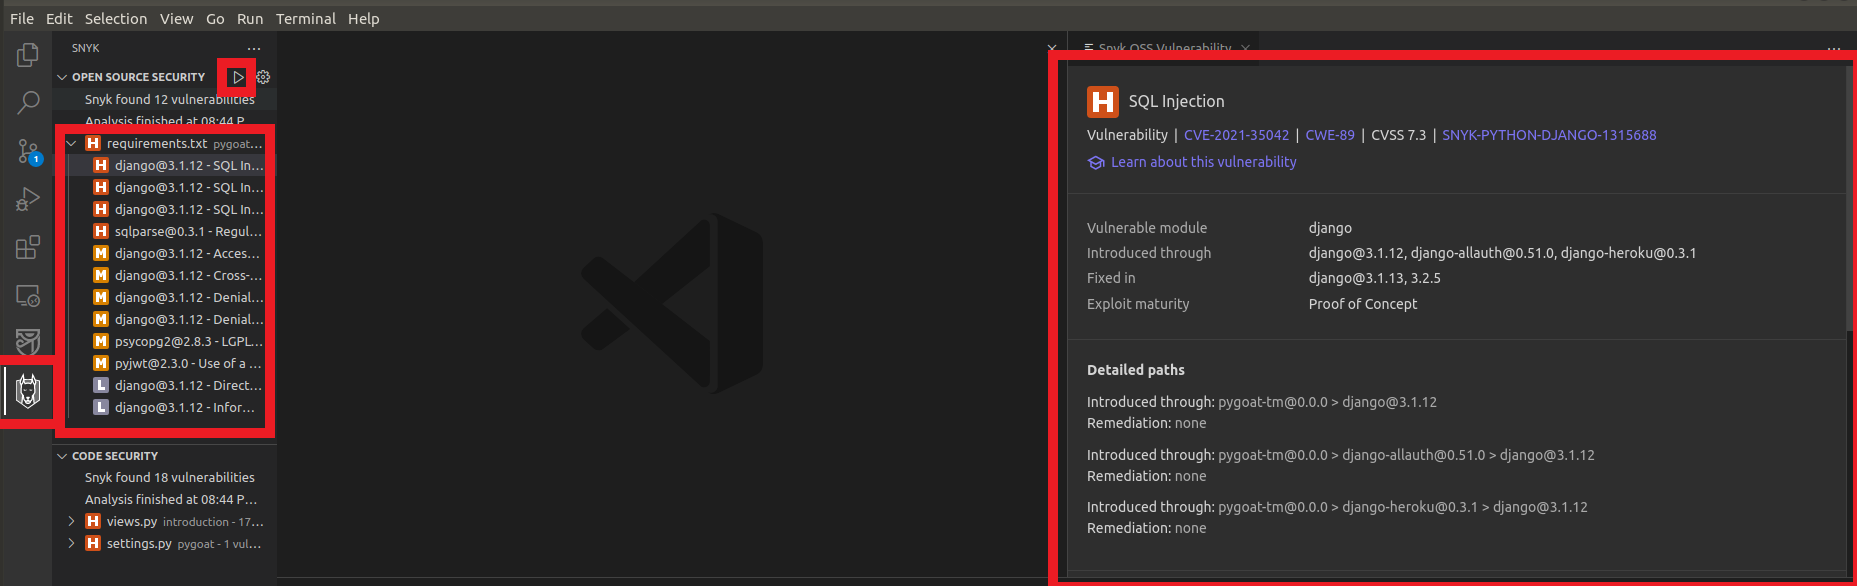 File Edit Selection View Go Run Terminal Help
SNYK
OPEN SOURCE SECURITY
Snyk found 12 vulnerabilities
Analysis finished at 08:44 P...
H requirements.txt pygoat...
H django@3.1.12 - SQL In...
H django@3.1.12 - SQL In...
H django@3.1.12 - SQL In...
H sqlparse@0.3.1 - Regul...
M django@3.1.12 - Acces...
M django@3.1.12 - Cross-...
M django@3.1.12 - Denial...
M django@3.1.12 - Denial...
M psycopg2@2.8.3 - LGPL...
M pyjwt@2.3.0 - Use of a ...
L django@3.1.12 - Direct...
L django@3.1.12 - Infor...
1
CODE SECURITY
Snyk found 18 vulnerabilities
Analysis finished at 08:44 P...
H views.py introduction - 17...
H settings.py pygoat - 1 vul...
Snyk OSS Vulnerability
H SQL Injection
Vulnerability | CVE-2021-35042 | CWE-89 | CVSS 7.3 | SNYK-PYTHON-DJANGO-1315688
Learn about this vulnerability
Vulnerable module django
Introduced through django@3.1.12, django-allauth@0.51.0, django-heroku@0.3.1
Fixed in django@3.1.13, 3.2.5
Exploit maturity Proof of Concept
Detailed paths
Introduced through: pygoat-tm@0.0.0 > django@3.1.12
Remediation: none
Introduced through: pygoat-tm@0.0.0 > django-allauth@0.51.0 > django@3.1.12
Remediation: none
Introduced through: pygoat-tm@0.0.0 > django-heroku@0.3.1 > django@3.1.12
Remediation: none